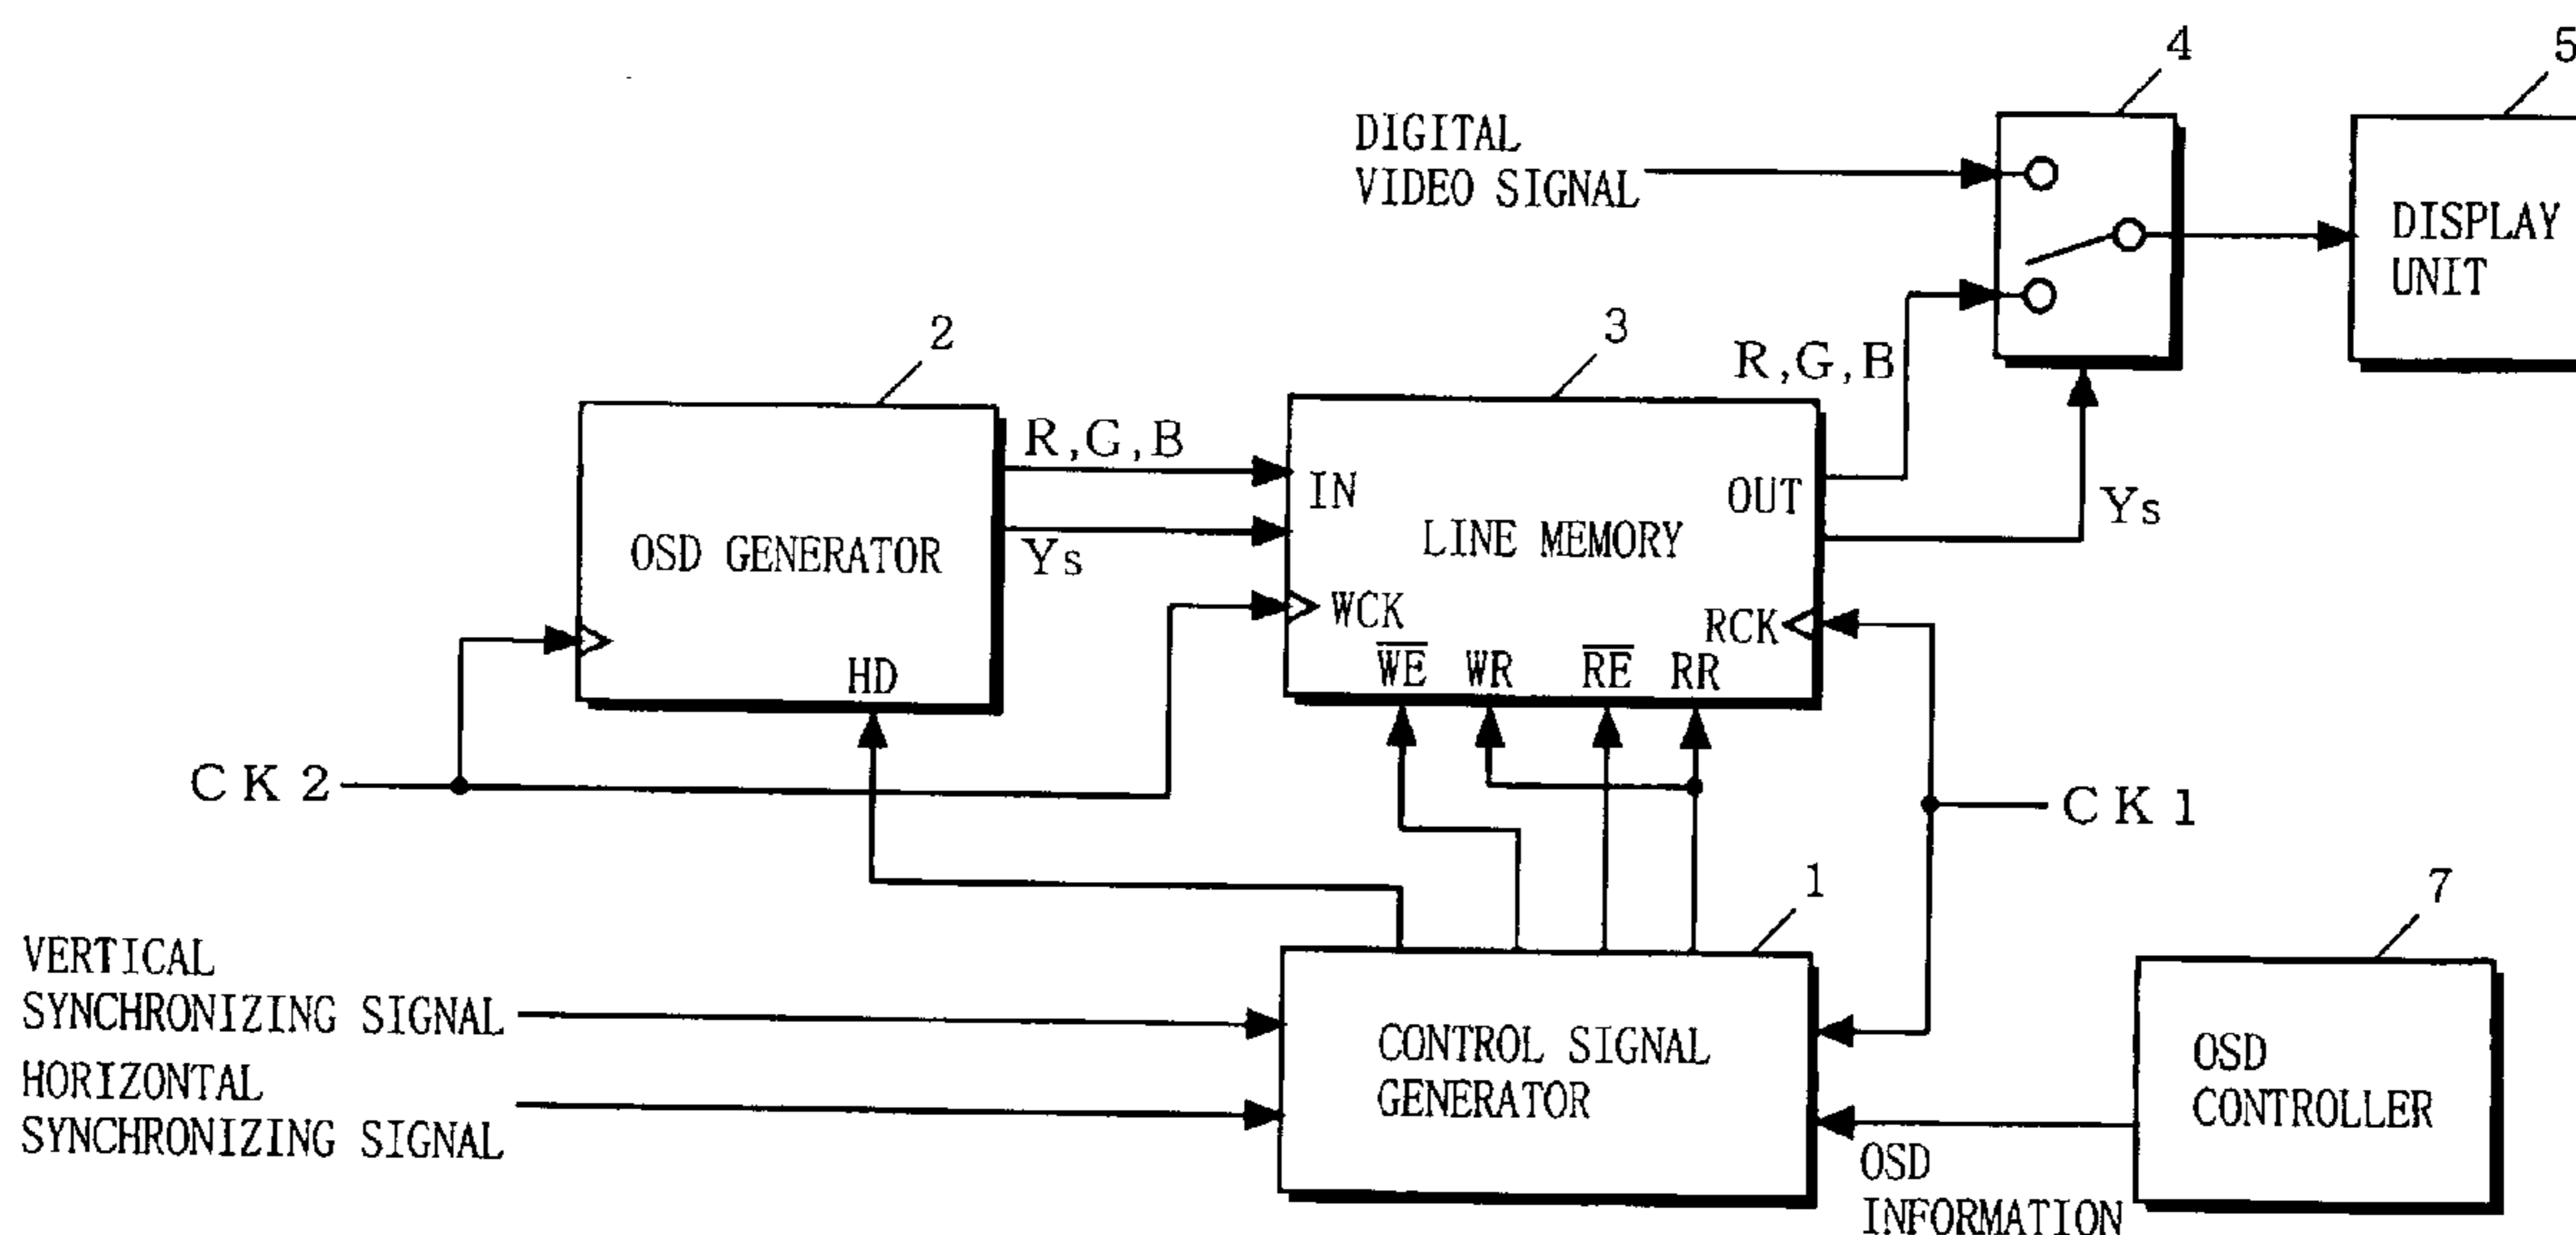 4
5
DIGITAL
VIDEO SIGNAL
DISPLAY
UNIT
2
3
R,G,B
R,G,B
IN
OUT
Ys
OSD GENERATOR
Ys
LINE MEMORY
WCK
RCK
HD
W̅E̅ WR R̅E̅ RR
CK2
CK1
1
7
VERTICAL
SYNCHRONIZING SIGNAL
HORIZONTAL
SYNCHRONIZING SIGNAL
CONTROL SIGNAL
GENERATOR
OSD
CONTROLLER
OSD
INFORMATION